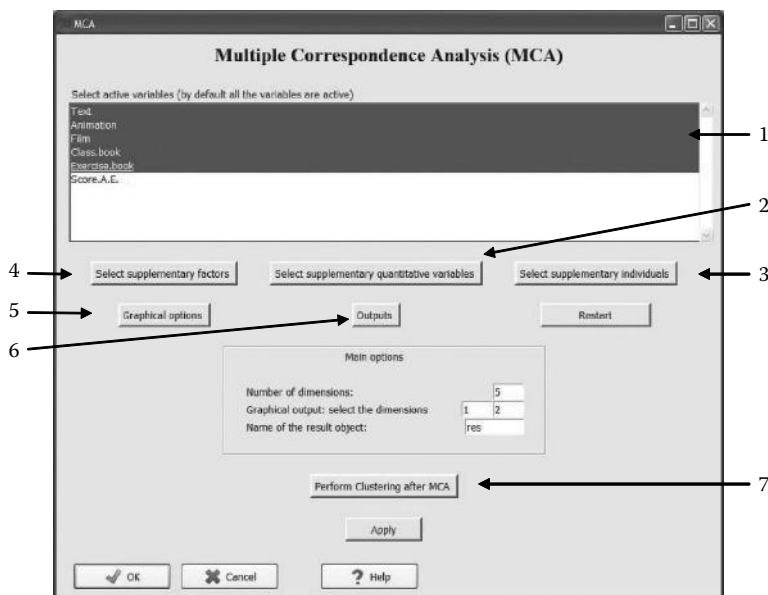 MCA
Multiple Correspondence Analysis (MCA)
Select active variables (by default all the variables are active)
Text
Animation
Film
Class.book
Exercise.book
Score.A.E.
1
2
Select supplementary factors
Select supplementary quantitative variables
Select supplementary individuals
4
3
Graphical options
Outputs
Restart
5
6
Main options
Number of dimensions: 5
Graphical output: select the dimensions 1 2
Name of the result object: res
Perform Clustering after MCA
7
Apply
OK
Cancel
? Help